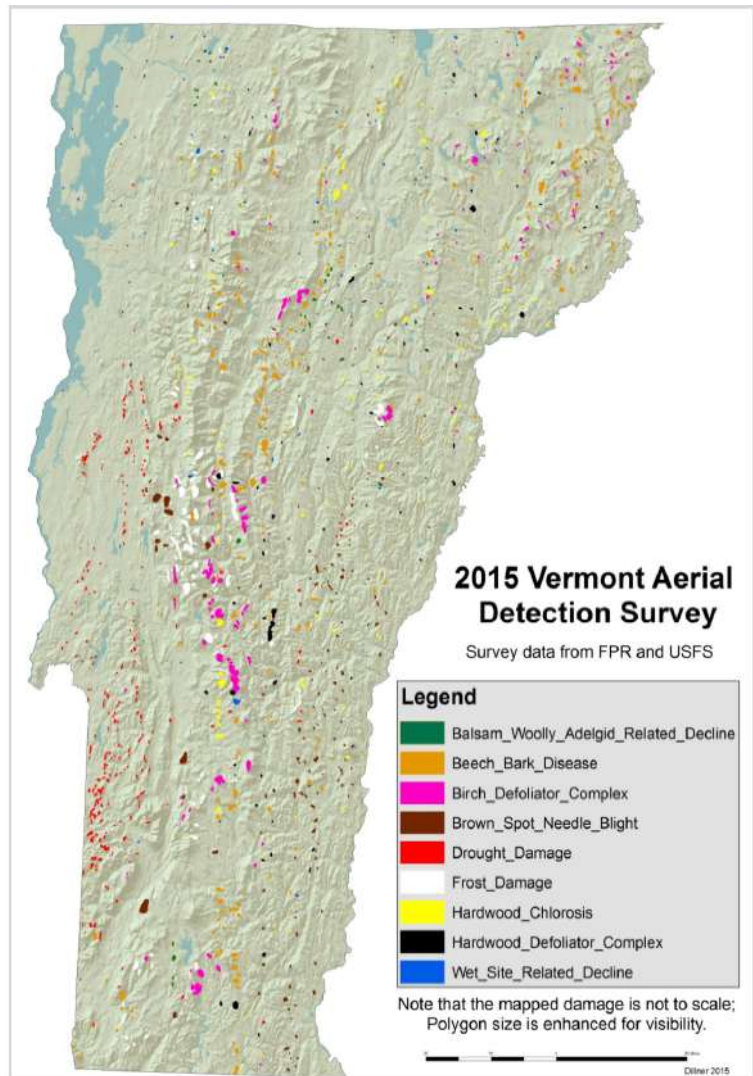 2015 Vermont Aerial
Detection Survey
Survey data from FPR and USFS
Legend
Balsam_Woolly_Adelgid_Related_Decline
Beech_Bark_Disease
Birch_Defoliator_Complex
Brown_Spot_Needle_Blight
Drought_Damage
Frost_Damage
Hardwood_Chlorosis
Hardwood_Defoliator_Complex
Wet_Site_Related_Decline
Note that the mapped damage is not to scale;
Polygon size is enhanced for visibility.
Dillner 2015